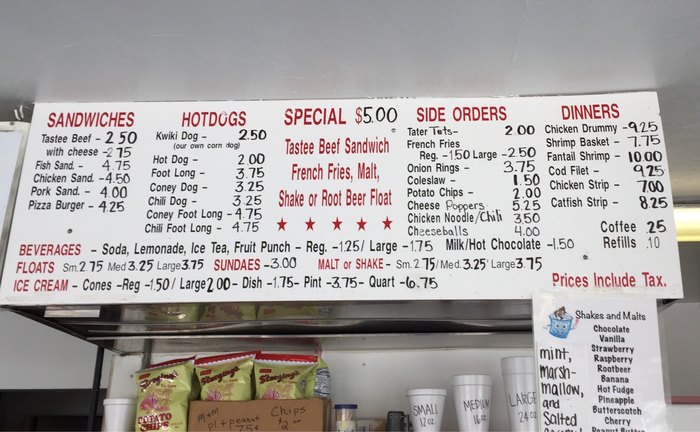 SANDWICHES
Tastee Beef - 2.50
with cheese - 2.75
Fish Sand. - 4.75
Chicken Sand. - 4.50
Pork Sand. - 4.00
Pizza Burger - 4.25
HOTDOGS
Kwiki Dog - 2.50
(our own corn dog)
Hot Dog - 2.00
Foot Long - 3.75
Coney Dog - 3.25
Chili Dog - 3.25
Coney Foot Long - 4.75
Chili Foot Long - 4.75
SPECIAL $5.00
Tastee Beef Sandwich
French Fries, Malt,
Shake or Root Beer Float
SIDE ORDERS
Tater Tots - 2.00
French Fries
Reg. - 1.50 Large - 2.50
Onion Rings - 3.75
Coleslaw - 1.50
Potato Chips - 2.00
Cheese Poppers - 5.25
Chicken Noodle/Chili 3.50
Cheeseballs 4.00
DINNERS
Chicken Drummy - 9.25
Shrimp Basket - 7.75
Fantail Shrimp - 10.00
Cod Filet - 9.25
Chicken Strip - 7.00
Catfish Strip - 8.25
Coffee .25
Refills .10
BEVERAGES - Soda, Lemonade, Ice Tea, Fruit Punch - Reg. - 1.25 / Large - 1.75 Milk/Hot Chocolate - 1.50
FLOATS Sm. 2.75 Med. 3.25 Large 3.75 SUNDAES - 3.00 MALT or SHAKE - Sm. 2.75 / Med. 3.25 Large 3.75
ICE CREAM - Cones - Reg - 1.50 / Large 2.00 - Dish - 1.75 - Pint - 3.75 - Quart - 6.75
Prices Include Tax.
Shakes and Malts
Chocolate
Vanilla
Strawberry
Raspberry
Rootbeer
Banana
Hot Fudge
Pineapple
Butterscotch
Cherry
Peanut Butter
mint,
marsh-
mallow,
and
salted
POTATO
CHIPS
M+M
pl + peanut
75¢
Chips
$2.00
SMALL
12 oz
MEDIUM
LARGE
24 oz